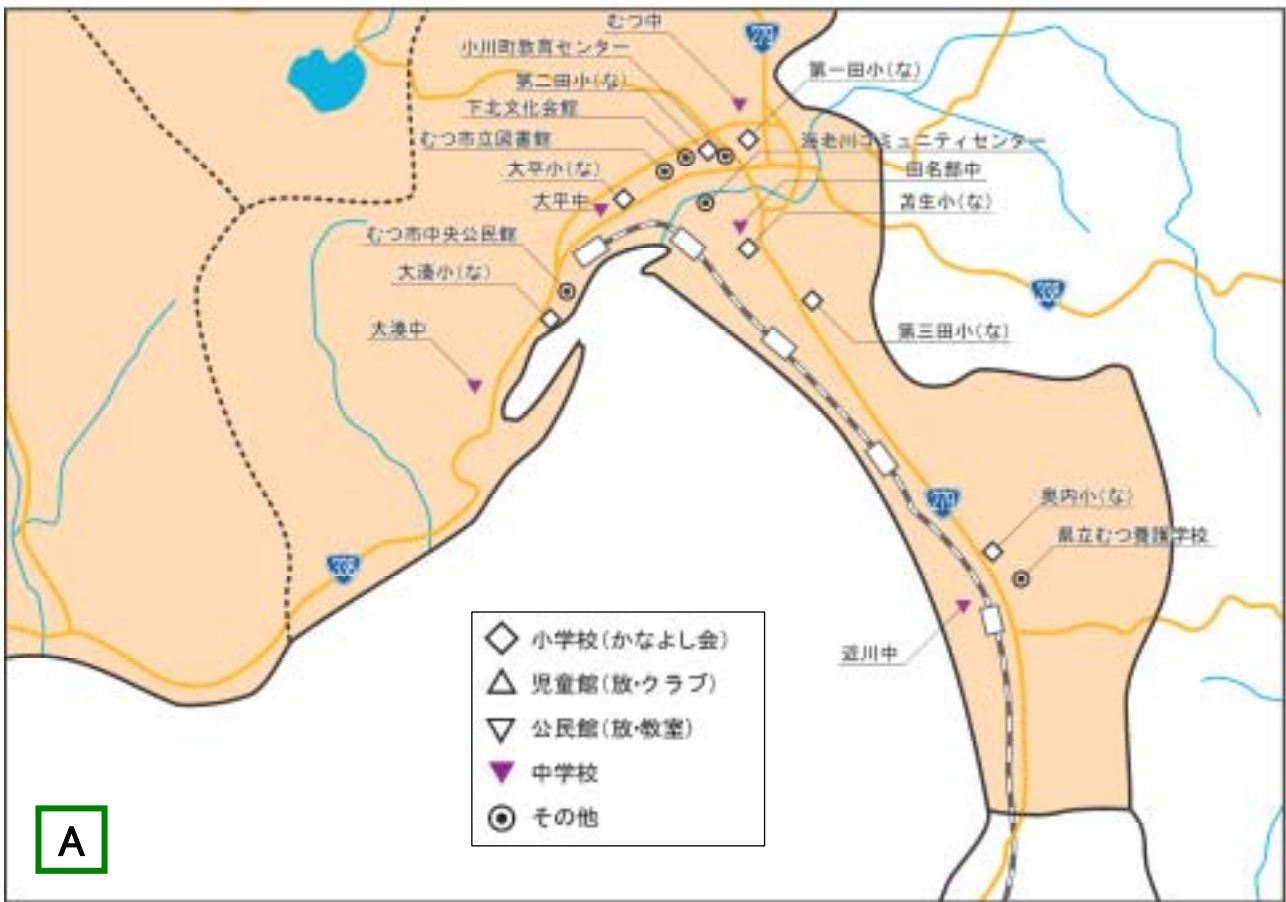 むつ中
小川町教育センター
279
第一田小(な)
第二田小(な)
下北文化会館
むつ市立図書館
海老川コミュニティセンター
大平小(な)
田名部中
大平中
苫生小(な)
むつ市中央公民館
大湊小(な)
338
大湊中
第三田小(な)
279
奥内小(な)
県立むつ養護学校
338
近川中
小学校(かなよし会)
児童館(放・クラブ)
公民館(放・教室)
中学校
その他
A